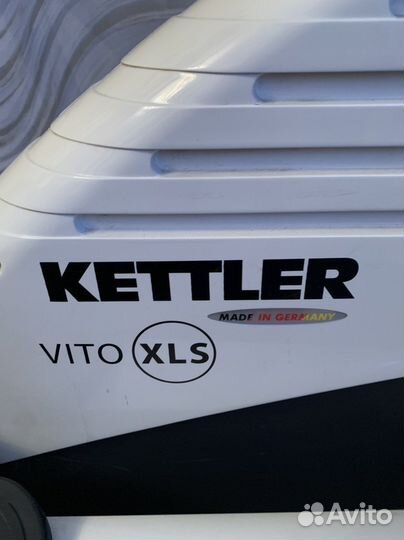 KETTLER
MADE IN GERMANY
VITO XLS
Avito